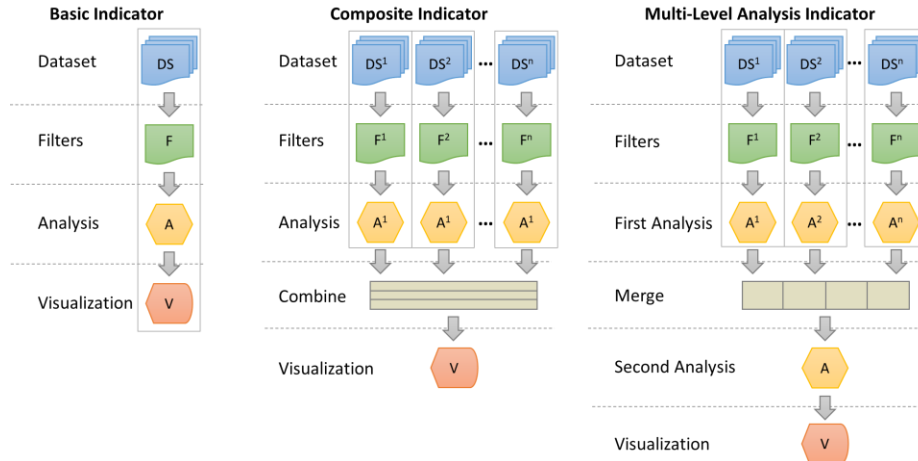 Basic Indicator
Dataset
DS
Filters
F
Analysis
A
Visualization
V
Composite Indicator
Dataset
DS¹ DS² ... DSⁿ
Filters
F¹ F² ... Fⁿ
Analysis
A¹ A¹ ... A¹
Combine
Visualization
V
Multi-Level Analysis Indicator
Dataset
DS¹ DS² ... DSⁿ
Filters
F¹ F² ... Fⁿ
First Analysis
A¹ A² ... Aⁿ
Merge
Second Analysis
A
Visualization
V